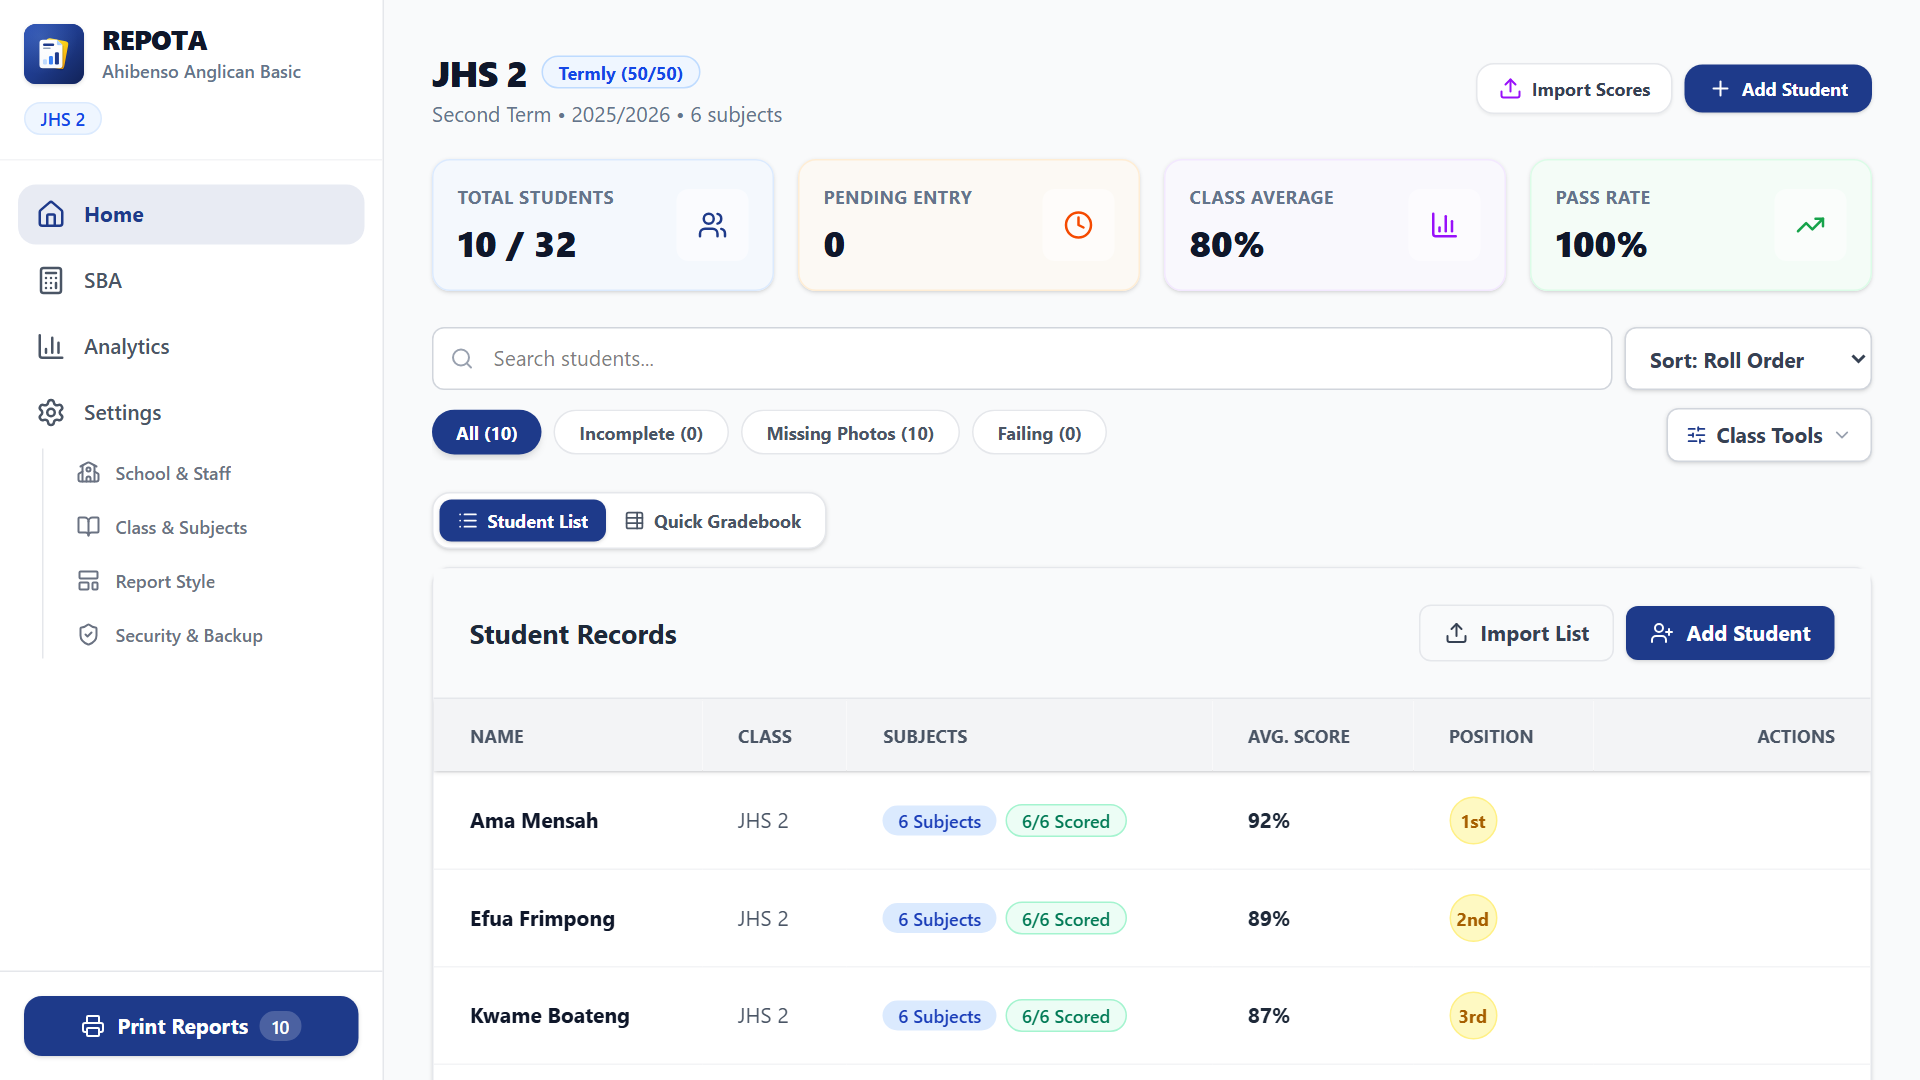 REPOTA
Ahibenso Anglican Basic
JHS 2
Home
SBA
Analytics
Settings
School & Staff
Class & Subjects
Report Style
Security & Backup
Print Reports 10
JHS 2 Termly (50/50)
Second Term • 2025/2026 • 6 subjects
Import Scores
Add Student
TOTAL STUDENTS
10 / 32
PENDING ENTRY
0
CLASS AVERAGE
80%
PASS RATE
100%
Search students...
Sort: Roll Order
All (10)
Incomplete (0)
Missing Photos (10)
Failing (0)
Class Tools
Student List
Quick Gradebook
Student Records
Import List
Add Student
NAME CLASS SUBJECTS AVG. SCORE POSITION ACTIONS
Ama Mensah JHS 2 6 Subjects 6/6 Scored 92% 1st
Efua Frimpong JHS 2 6 Subjects 6/6 Scored 89% 2nd
Kwame Boateng JHS 2 6 Subjects 6/6 Scored 87% 3rd